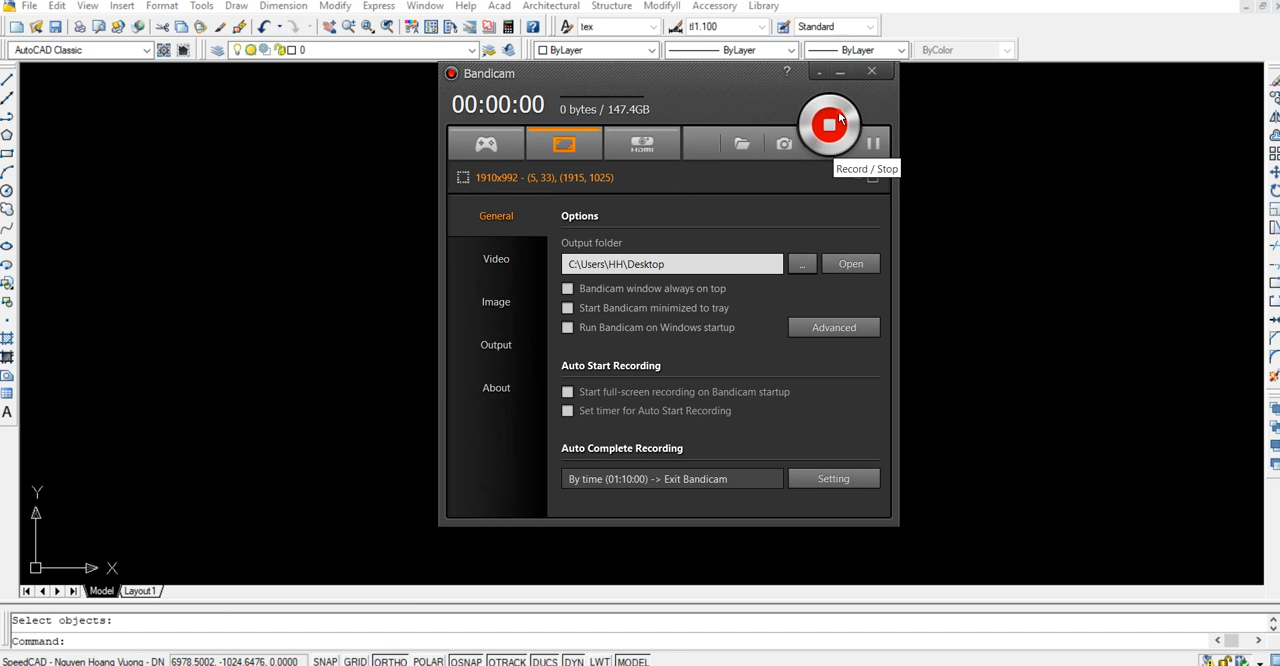 File Edit View Insert Format Tools Draw Dimension Modify Express Window Help Acad Architectural Structure ModifyII Accessory Library
tex tl1.100 Standard
AutoCAD Classic 0 ByLayer ByLayer ByLayer ByColor
Bandicam ?
00:00:00 0 bytes / 147.4GB
HDMI
Record / Stop
1910x992 - (5, 33), (1915, 1025)
General Options
Output folder
Video C:\Users\HH\Desktop ... Open
Bandicam window always on top
Image Start Bandicam minimized to tray
Run Bandicam on Windows startup Advanced
Output
Auto Start Recording
About Start full-screen recording on Bandicam startup
Set timer for Auto Start Recording
Auto Complete Recording
By time (01:10:00) -> Exit Bandicam Setting
A
Y
X
Model Layout1
Select objects:
Command:
SpeedCAD - Nguyen Hoang Vuong - DN 6978.5002, -1024.6476, 0.0000 SNAP GRID ORTHO POLAR OSNAP OTRACK DUCS DYN LWT MODEL